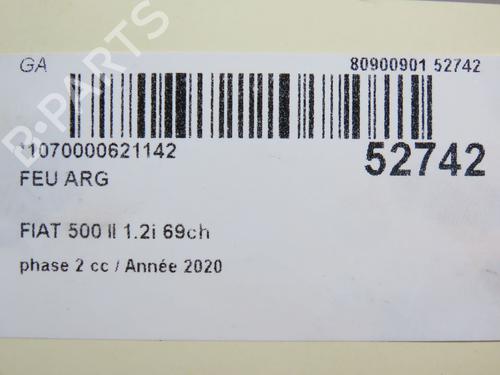 GA 80900901 52742
*1070000621142 52742
FEU ARG
FIAT 500 II 1.2i 69ch
phase 2 cc / Année 2020
B-PARTS